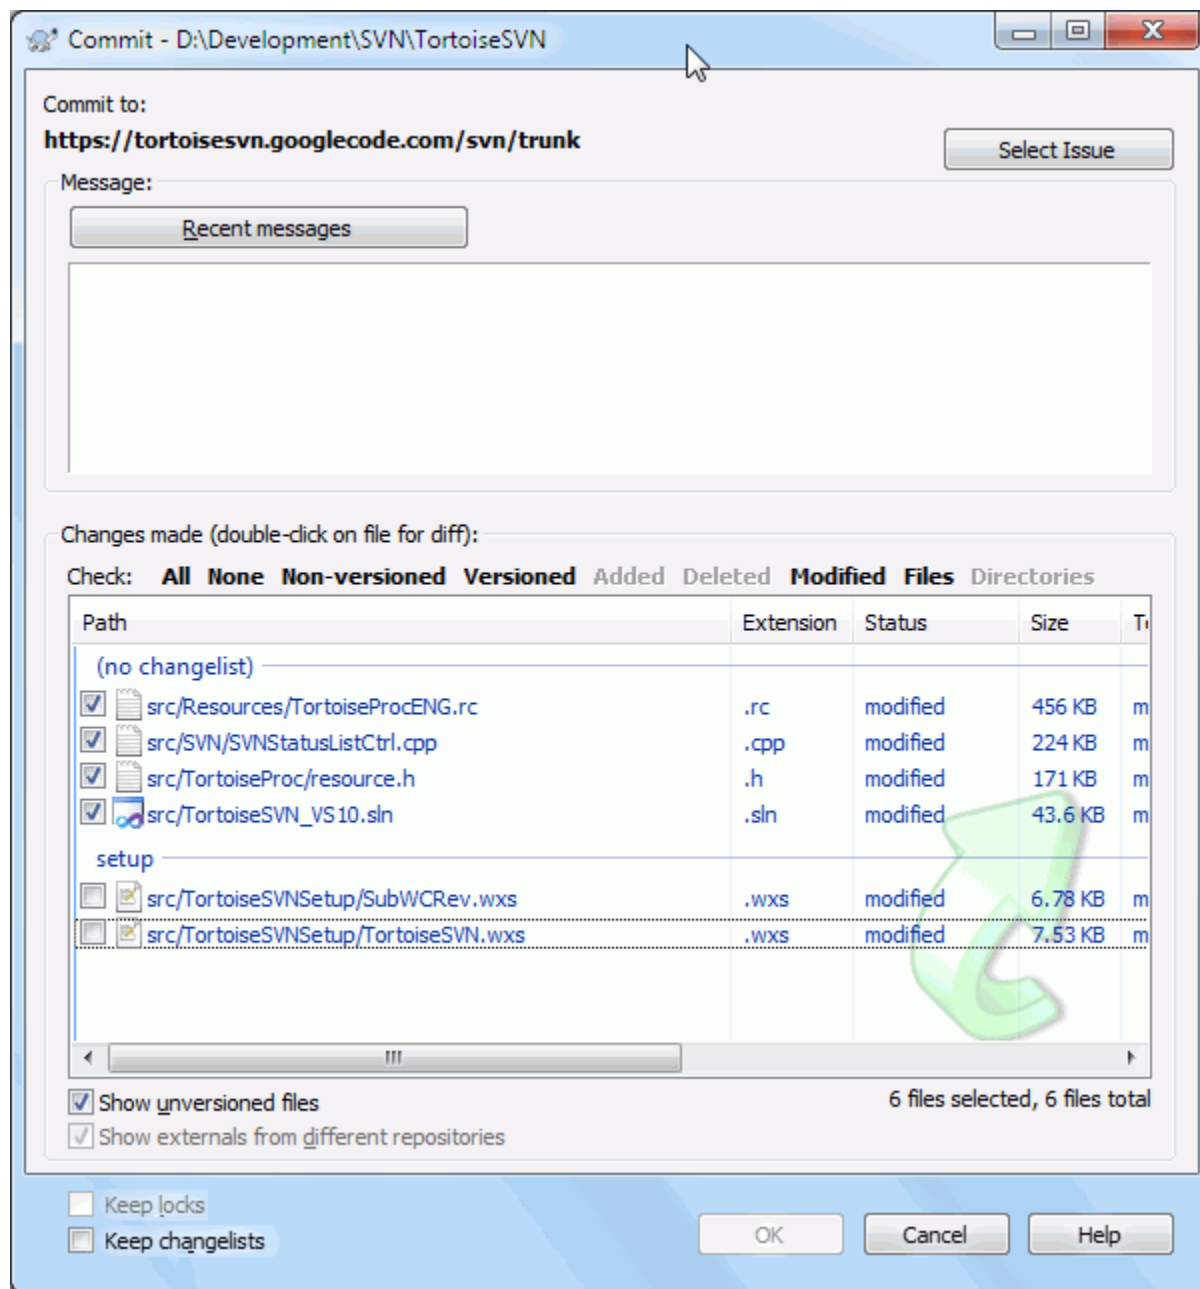 Commit - D:\Development\SVN\TortoiseSVN
Commit to:
https://tortoisesvn.googlecode.com/svn/trunk
Select Issue
Message:
Recent messages
Changes made (double-click on file for diff):
Check: All None Non-versioned Versioned Added Deleted Modified Files Directories
Path Extension Status Size
(no changelist)
src/Resources/TortoiseProcENG.rc .rc modified 456 KB m
src/SVN/SVNStatusListCtrl.cpp .cpp modified 224 KB m
src/TortoiseProc/resource.h .h modified 171 KB m
src/TortoiseSVN_VS10.sln .sln modified 43.6 KB m
setup
src/TortoiseSVNSetup/SubWCRev.wxs .wxs modified 6.78 KB m
src/TortoiseSVNSetup/TortoiseSVN.wxs .wxs modified 7.53 KB m
Show unversioned files
6 files selected, 6 files total
Show externals from different repositories
Keep locks
Keep changelists
OK Cancel Help